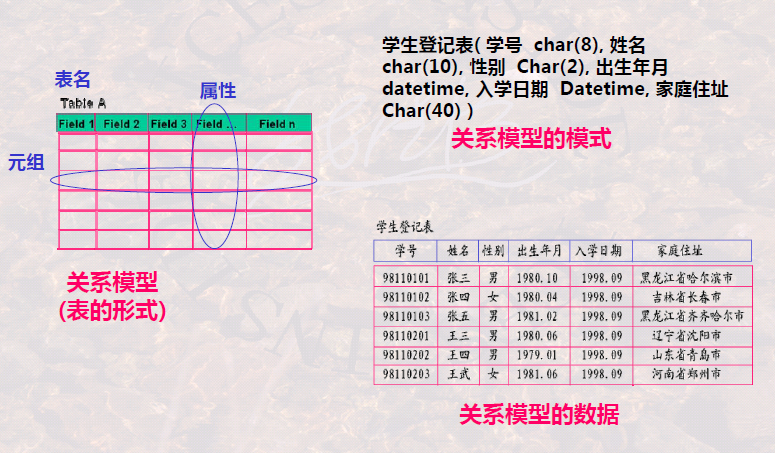 学生登记表( 学号 char(8), 姓名
char(10), 性别 Char(2), 出生年月
datetime, 入学日期 Datetime, 家庭住址
Char(40) )
关系模型的模式
表名
属性
Table A
Field 1 Field 2 Field 3 Field ... Field n
元组
关系模型
(表的形式)
学生登记表
学号 姓名 性别 出生年月 入学日期 家庭住址
98110101 张三 男 1980.10 1998.09 黑龙江省哈尔滨市
98110102 张四 女 1980.04 1998.09 吉林省长春市
98110103 张五 男 1981.02 1998.09 黑龙江省齐齐哈尔市
98110201 王三 男 1980.06 1998.09 辽宁省沈阳市
98110202 王四 男 1979.01 1998.09 山东省青岛市
98110203 王武 女 1981.06 1998.09 河南省郑州市
关系模型的数据